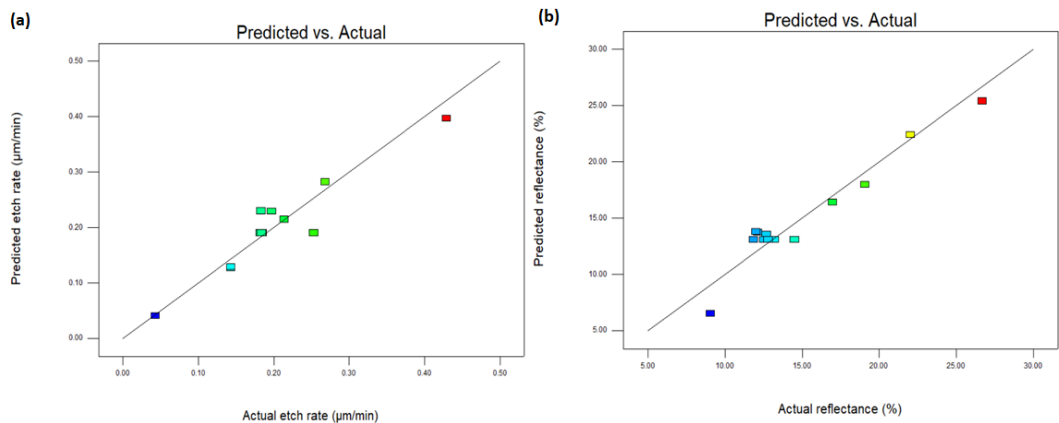 (a)
Predicted vs. Actual
Predicted etch rate (µm/min)
0.50
0.40
0.30
0.20
0.10
0.00
0.00 0.10 0.20 0.30 0.40 0.50
Actual etch rate (µm/min)
(b)
Predicted vs. Actual
Predicted reflectance (%)
30.00
25.00
20.00
15.00
10.00
5.00
5.00 10.00 15.00 20.00 25.00 30.00
Actual reflectance (%)